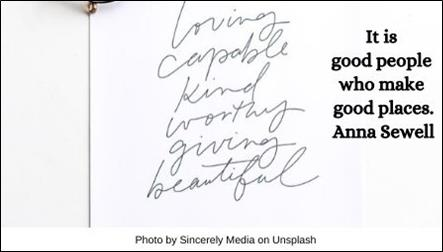 loving
capable
kind
worthy
giving
beautiful
It is
good people
who make
good places.
Anna Sewell
Photo by Sincerely Media on Unsplash